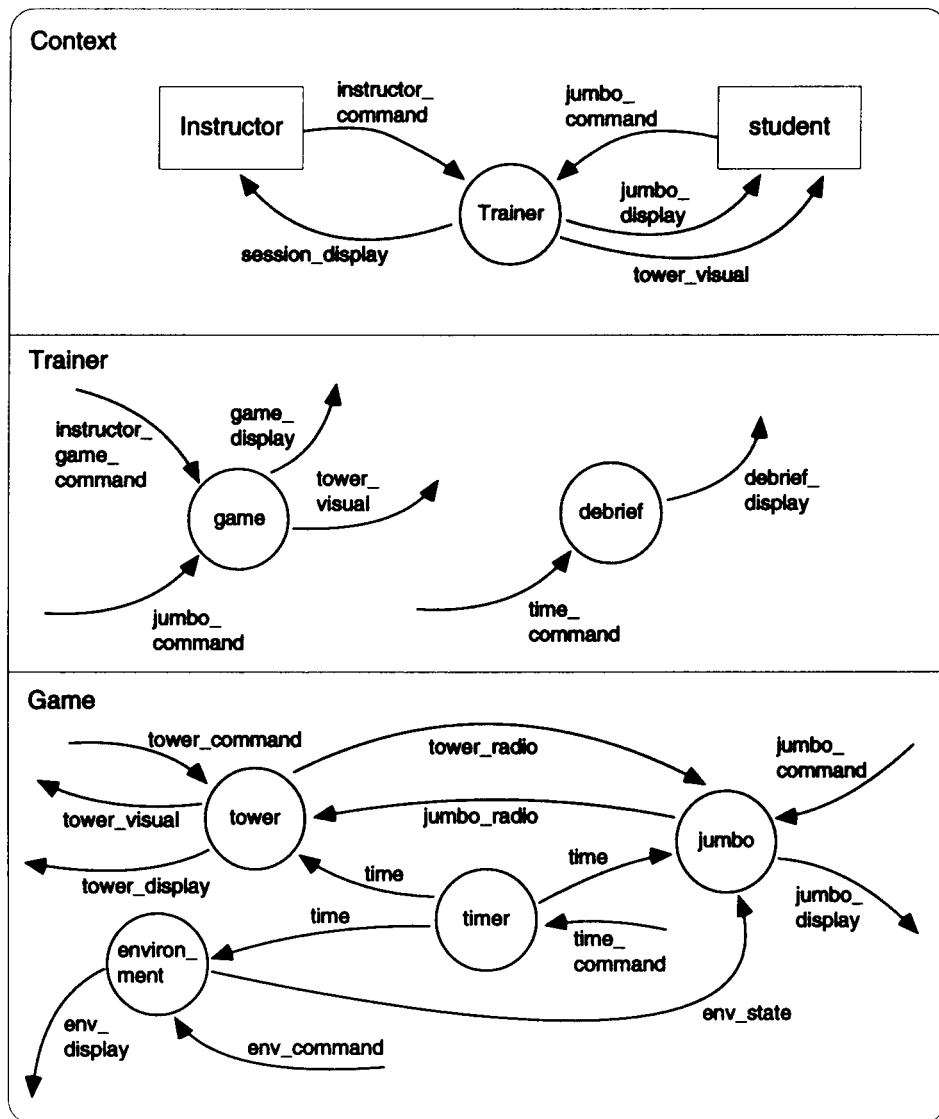 Context
Instructor
instructor_
command
jumbo_
command
student
Trainer
jumbo_
display
session_display
tower_visual
Trainer
instructor_
game_
command
game_
display
tower_
visual
game
jumbo_
command
debrief
debrief_
display
time_
command
Game
tower_command
tower_radio
jumbo_
command
tower_visual
tower
jumbo_radio
jumbo
tower_display
time
time
jumbo_
display
time
timer
time_
command
environ_
ment
env_state
env_
display
env_command